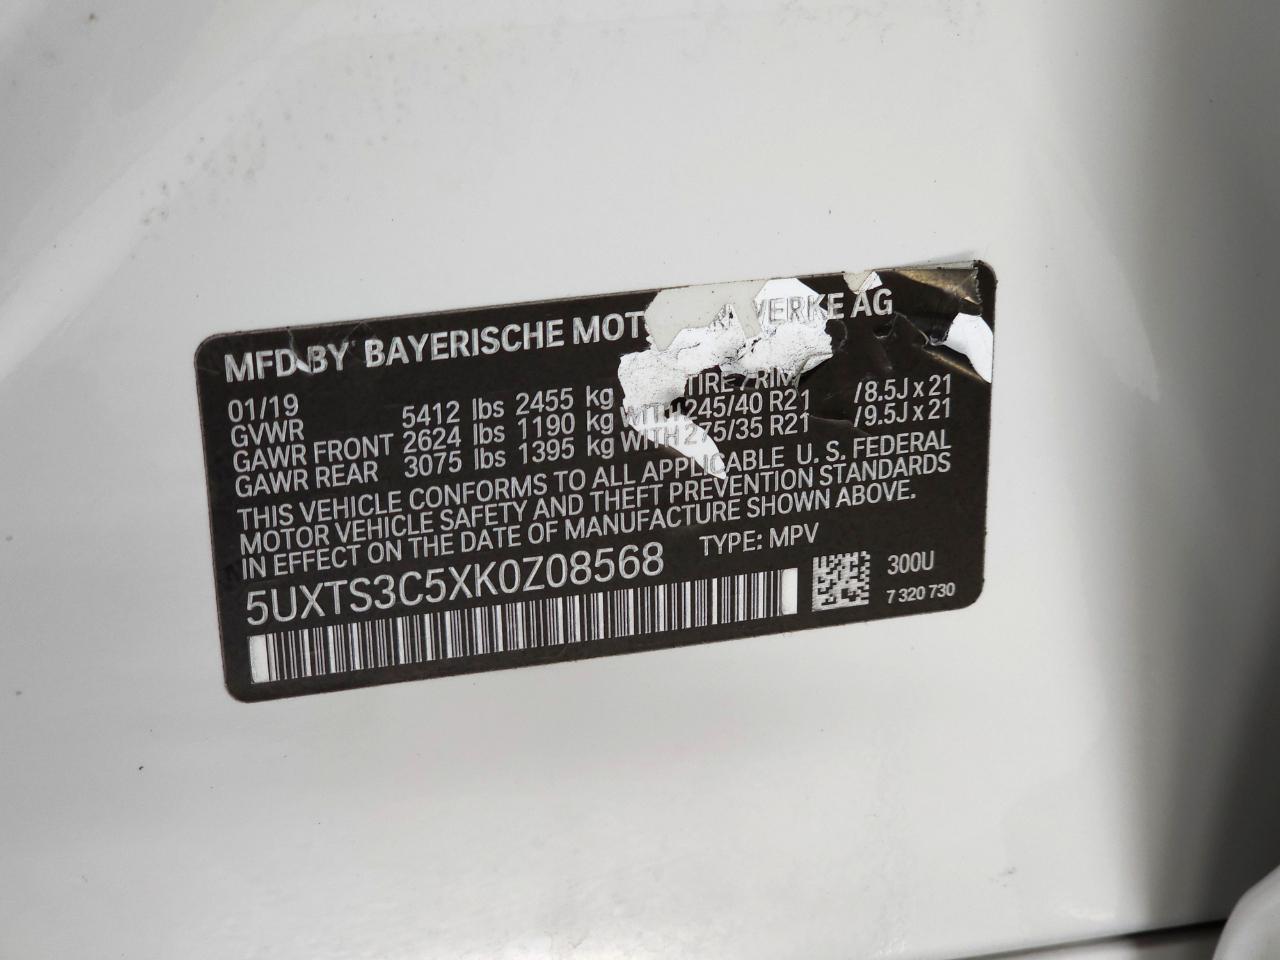 MFD BY BAYERISCHE MOT WERKE AG
01/19 TIRE / RIM
GVWR 5412 lbs 2455 kg
GAWR FRONT 2624 lbs 1190 kg WITH 245/40 R21 /8.5J x 21
GAWR REAR 3075 lbs 1395 kg WITH 275/35 R21 /9.5J x 21
THIS VEHICLE CONFORMS TO ALL APPLICABLE U. S. FEDERAL
MOTOR VEHICLE SAFETY AND THEFT PREVENTION STANDARDS
IN EFFECT ON THE DATE OF MANUFACTURE SHOWN ABOVE.
5UXTS3C5XK0Z08568 TYPE: MPV
300U
7 320 730